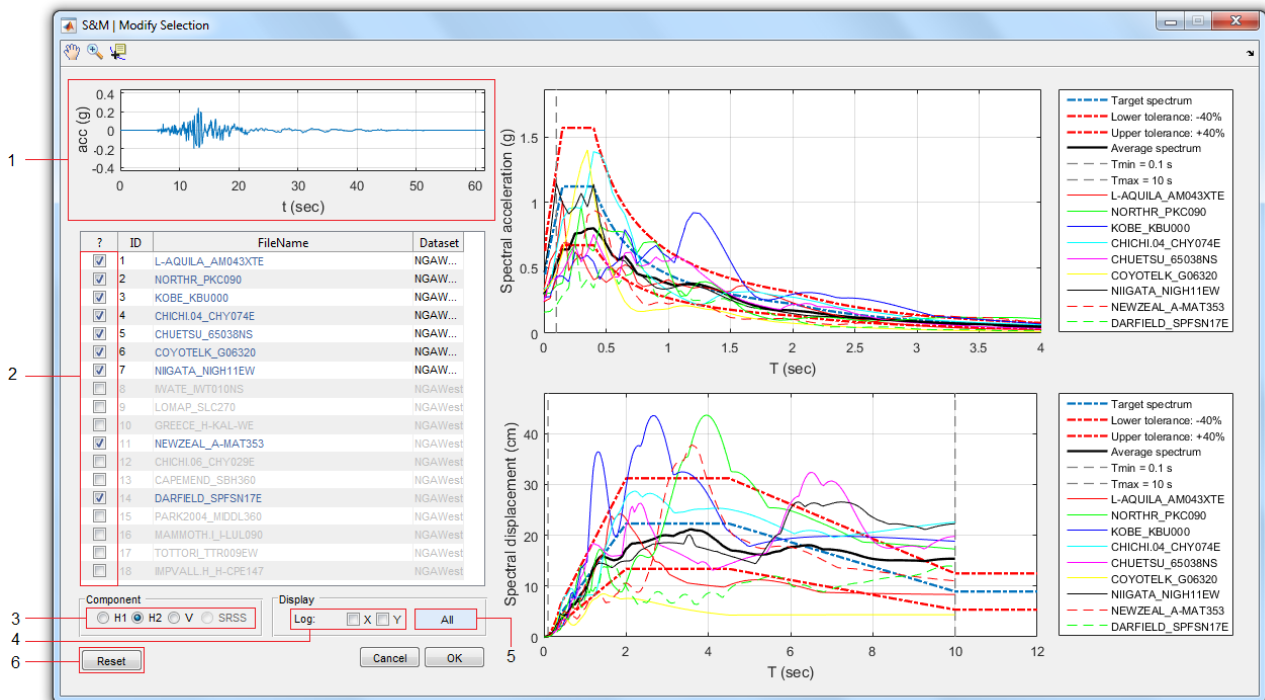 S&M | Modify Selection
1
0.4
0.2
0
-0.2
-0.4
acc (g)
0 10 20 30 40 50 60
t (sec)
2
? ID FileName Dataset
1 L-AQUILA_AM043XTE NGAW...
2 NORTHR_PKC090 NGAW...
3 KOBE_KBU000 NGAW...
4 CHICHI.04_CHY074E NGAW...
5 CHUETSU_65038NS NGAW...
6 COYOTELK_G06320 NGAW...
7 NIIGATA_NIGH11EW NGAW...
8 IWATE_IWT010NS NGAWest
9 LOMAP_SLC270 NGAWest
10 GREECE_H-KAL-WE NGAWest
11 NEWZEAL_A-MAT353 NGAWest
12 CHICHI.06_CHY029E NGAWest
13 CAPEMEND_SBH360 NGAWest
14 DARFIELD_SPFSN17E NGAWest
15 PARK2004_MIDDL360 NGAWest
16 MAMMOTH.I_I-LUL090 NGAWest
17 TOTTORI_TTR009EW NGAWest
18 IMPVALL.H_H-CPE147 NGAWest
Component
3
H1 H2 V SRSS
Display
Log: X Y All
4
5
6
Reset Cancel OK
Spectral acceleration (g)
1.5
1
0.5
0
0 0.5 1 1.5 2 2.5 3 3.5 4
T (sec)
Target spectrum
Lower tolerance: -40%
Upper tolerance: +40%
Average spectrum
Tmin = 0.1 s
Tmax = 10 s
L-AQUILA_AM043XTE
NORTHR_PKC090
KOBE_KBU000
CHICHI.04_CHY074E
CHUETSU_65038NS
COYOTELK_G06320
NIIGATA_NIGH11EW
NEWZEAL_A-MAT353
DARFIELD_SPFSN17E
Spectral displacement (cm)
40
30
20
10
0
0 2 4 6 8 10 12
T (sec)
Target spectrum
Lower tolerance: -40%
Upper tolerance: +40%
Average spectrum
Tmin = 0.1 s
Tmax = 10 s
L-AQUILA_AM043XTE
NORTHR_PKC090
KOBE_KBU000
CHICHI.04_CHY074E
CHUETSU_65038NS
COYOTELK_G06320
NIIGATA_NIGH11EW
NEWZEAL_A-MAT353
DARFIELD_SPFSN17E